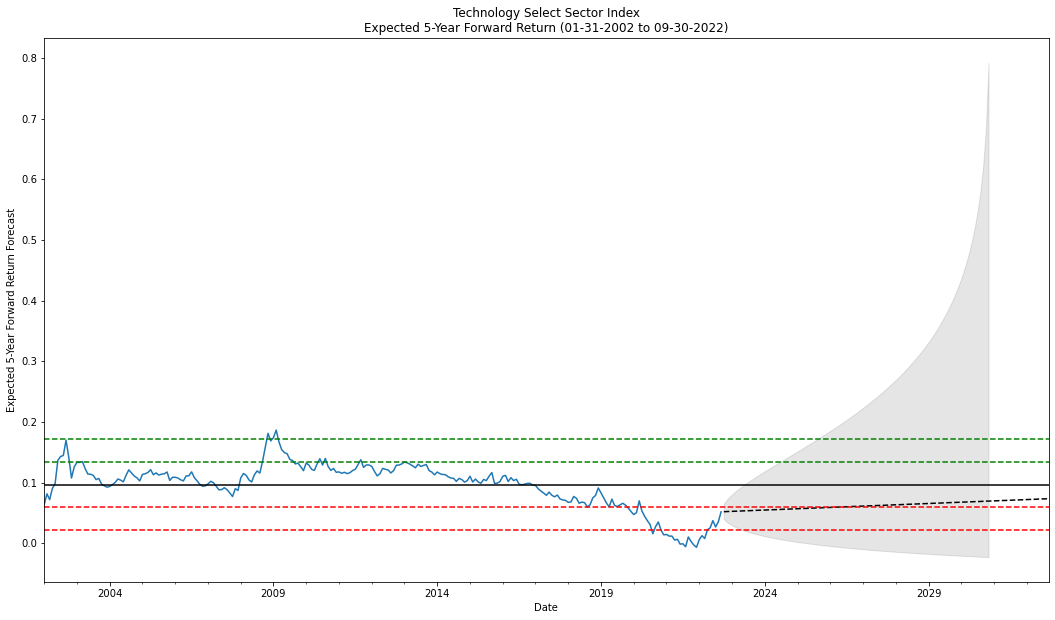 Technology Select Sector Index
Expected 5-Year Forward Return (01-31-2002 to 09-30-2022)
Expected 5-Year Forward Return Forecast
0.8
0.7
0.6
0.5
0.4
0.3
0.2
0.1
0.0
2004 2009 2014 2019 2024 2029
Date